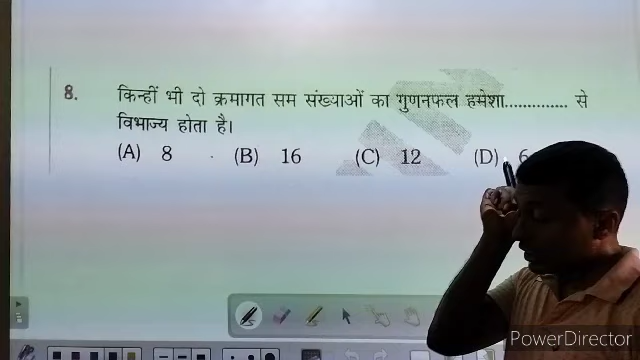 8. किन्हीं भी दो क्रमागत सम संख्याओं का गुणनफल हमेशा.............. से
विभाज्य होता है।
(A) 8 (B) 16 (C) 12 (D) 6
PowerDirector